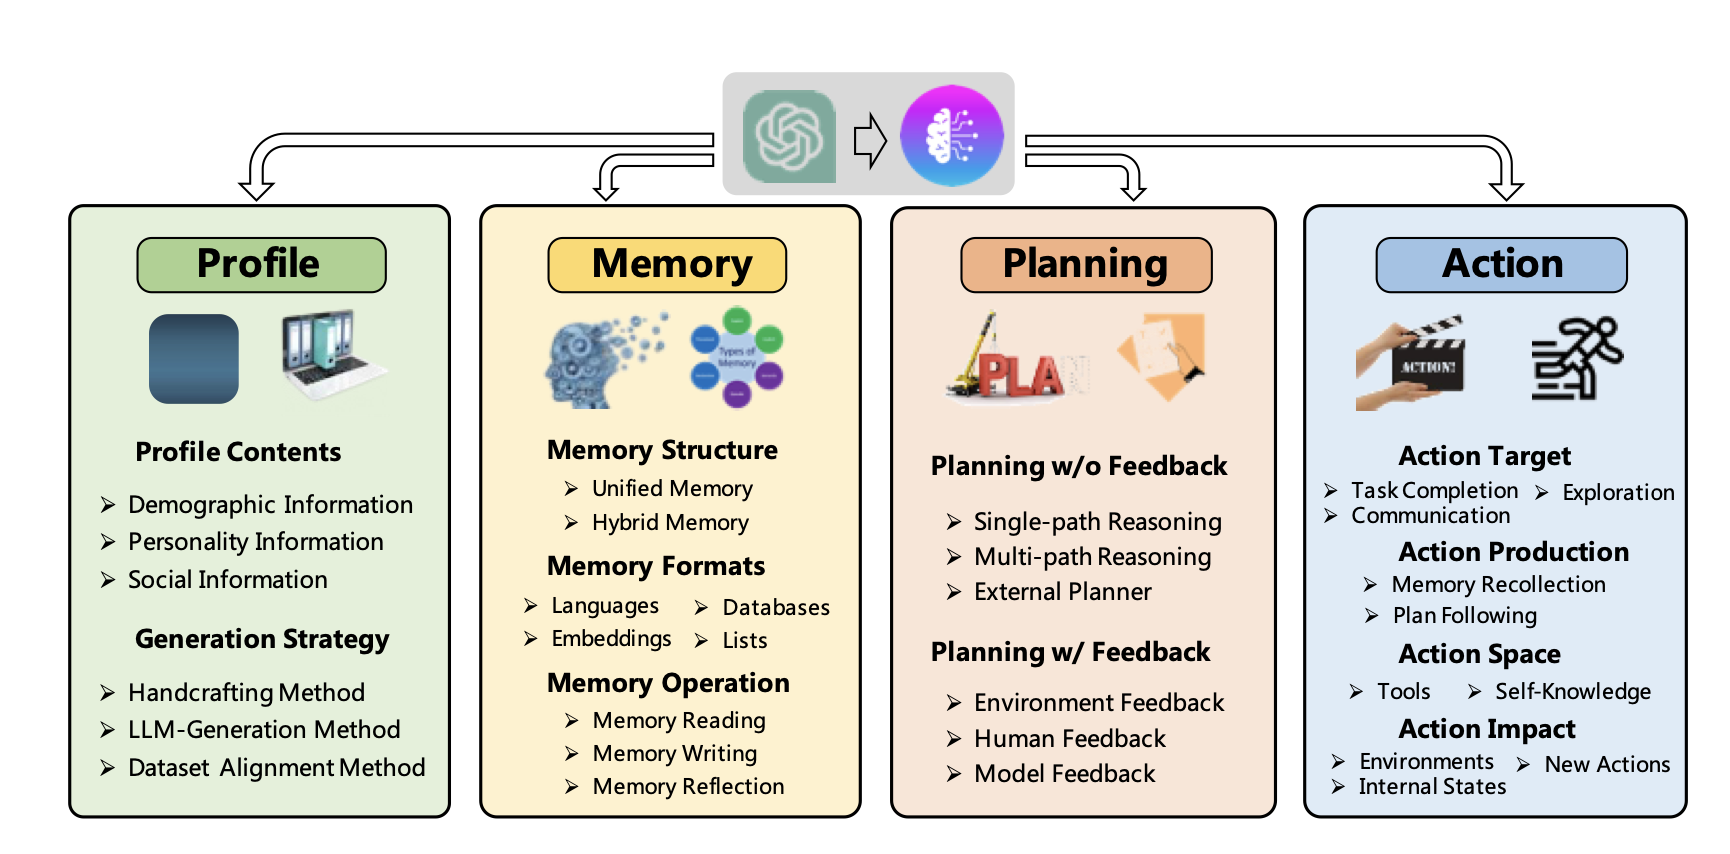 Profile
Profile Contents
Demographic Information
Personality Information
Social Information
Generation Strategy
Handcrafting Method
LLM-Generation Method
Dataset Alignment Method
Memory
Types of
Memory
Memory Structure
Unified Memory
Hybrid Memory
Memory Formats
Languages
Databases
Embeddings
Lists
Memory Operation
Memory Reading
Memory Writing
Memory Reflection
Planning
PLAN
Planning w/o Feedback
Single-path Reasoning
Multi-path Reasoning
External Planner
Planning w/ Feedback
Environment Feedback
Human Feedback
Model Feedback
Action
ACTION!
Action Target
Task Completion
Exploration
Communication
Action Production
Memory Recollection
Plan Following
Action Space
Tools
Self-Knowledge
Action Impact
Environments
New Actions
Internal States